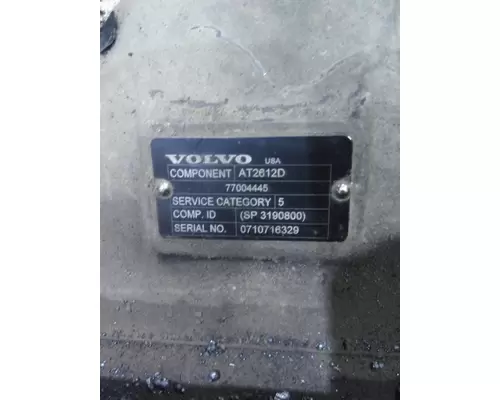 VOLVO USA
COMPONENT AT2612D
77004445
SERVICE CATEGORY 5
COMP. ID (SP 3190800)
SERIAL NO. 0710716329